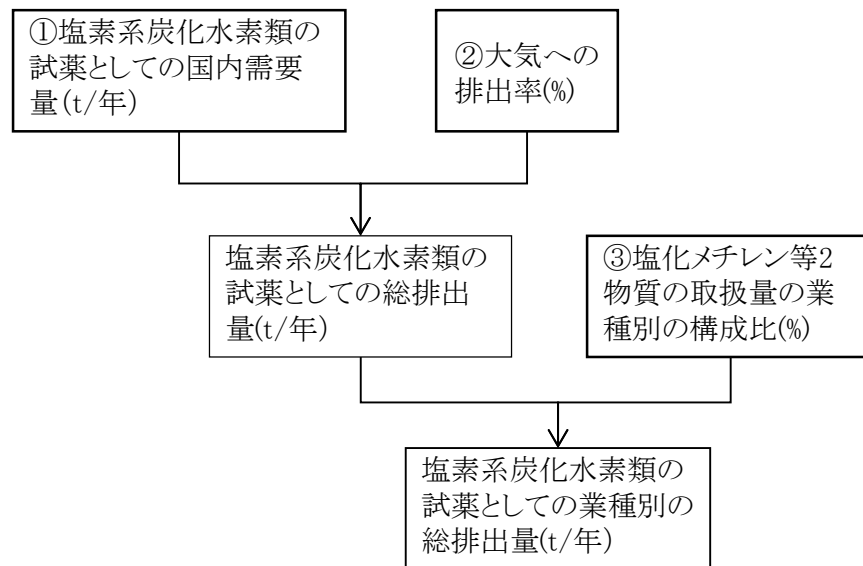 ①塩素系炭化水素類の
試薬としての国内需要
量(t/年)
②大気への
排出率(%)
塩素系炭化水素類の
試薬としての総排出
量(t/年)
③塩化メチレン等2
物質の取扱量の業
種別の構成比(%)
塩素系炭化水素類の
試薬としての業種別の
総排出量(t/年)